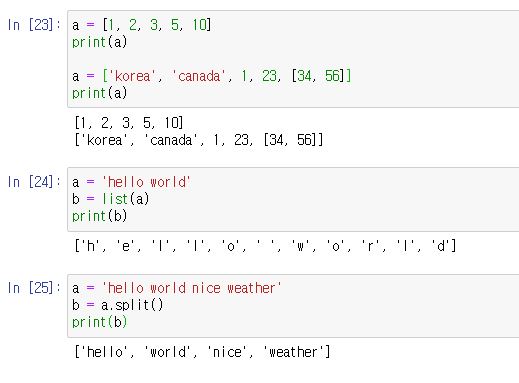 In [23]: a = [1, 2, 3, 5, 10]
print(a)
a = ['korea', 'canada', 1, 23, [34, 56]]
print(a)
[1, 2, 3, 5, 10]
['korea', 'canada', 1, 23, [34, 56]]
In [24]: a = 'hello world'
b = list(a)
print(b)
['h', 'e', 'l', 'l', 'o', ' ', 'w', 'o', 'r', 'l', 'd']
In [25]: a = 'hello world nice weather'
b = a.split()
print(b)
['hello', 'world', 'nice', 'weather']